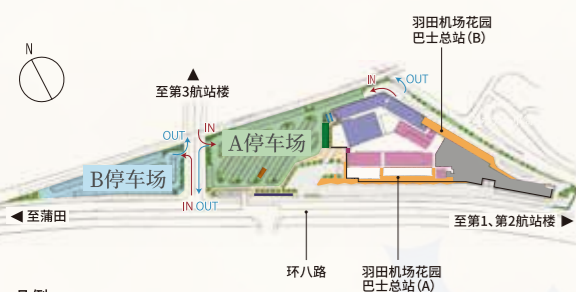 羽田机场花园
巴士总站（B）
N
IN
OUT
至第3航站楼
OUT
IN
A停车场
B停车场
IN OUT
◀ 至蒲田
至第1、第2航站楼 ▶
环八路
羽田机场花园
巴士总站（A）